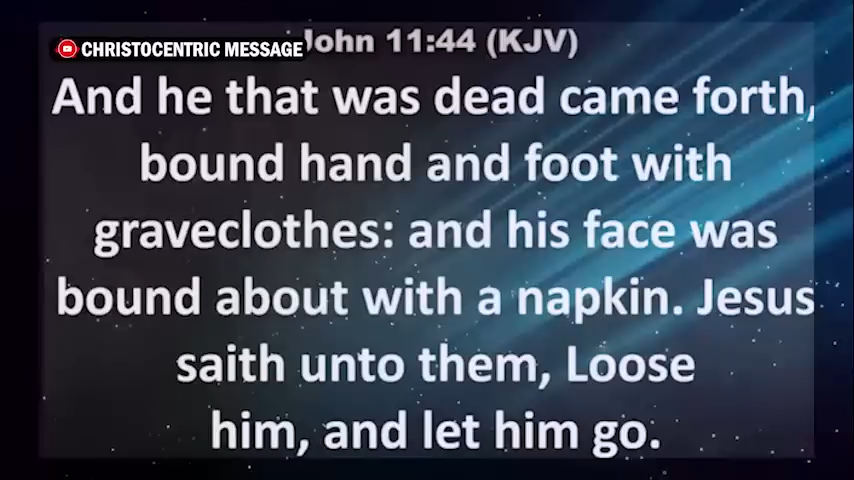 CHRISTOCENTRIC MESSAGE
John 11:44 (KJV)
And he that was dead came forth,
bound hand and foot with
graveclothes: and his face was
bound about with a napkin. Jesus
saith unto them, Loose
him, and let him go.